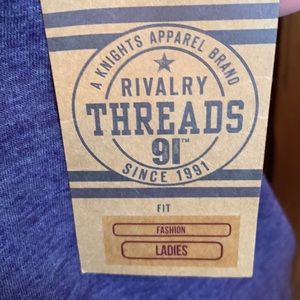 A KNIGHTS APPAREL BRAND
RIVALRY
THREADS
91™
SINCE 1991
FIT
FASHION
LADIES